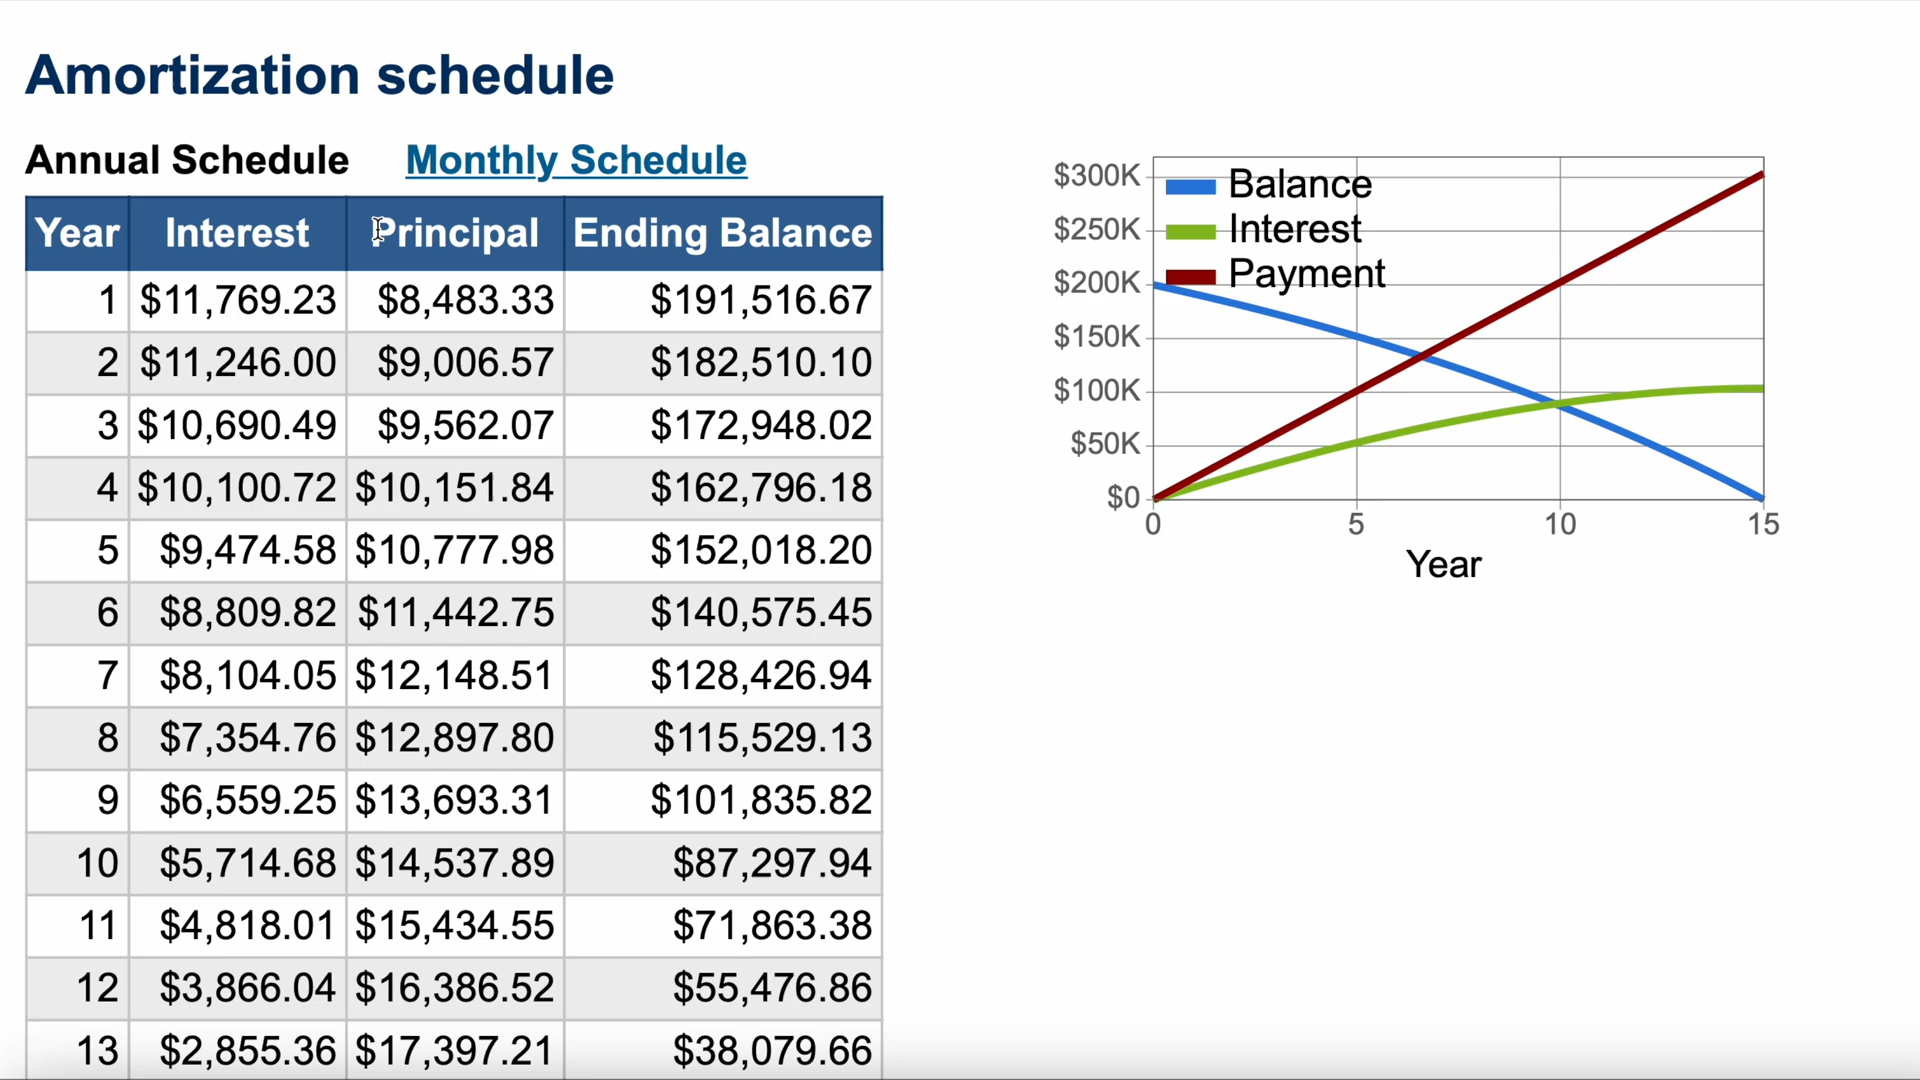 Amortization schedule
Annual Schedule Monthly Schedule
Year Interest Principal Ending Balance
1 $11,769.23 $8,483.33 $191,516.67
2 $11,246.00 $9,006.57 $182,510.10
3 $10,690.49 $9,562.07 $172,948.02
4 $10,100.72 $10,151.84 $162,796.18
5 $9,474.58 $10,777.98 $152,018.20
6 $8,809.82 $11,442.75 $140,575.45
7 $8,104.05 $12,148.51 $128,426.94
8 $7,354.76 $12,897.80 $115,529.13
9 $6,559.25 $13,693.31 $101,835.82
10 $5,714.68 $14,537.89 $87,297.94
11 $4,818.01 $15,434.55 $71,863.38
12 $3,866.04 $16,386.52 $55,476.86
13 $2,855.36 $17,397.21 $38,079.66
$300K
$250K
$200K
$150K
$100K
$50K
$0
Balance
Interest
Payment
0 5 10 15
Year